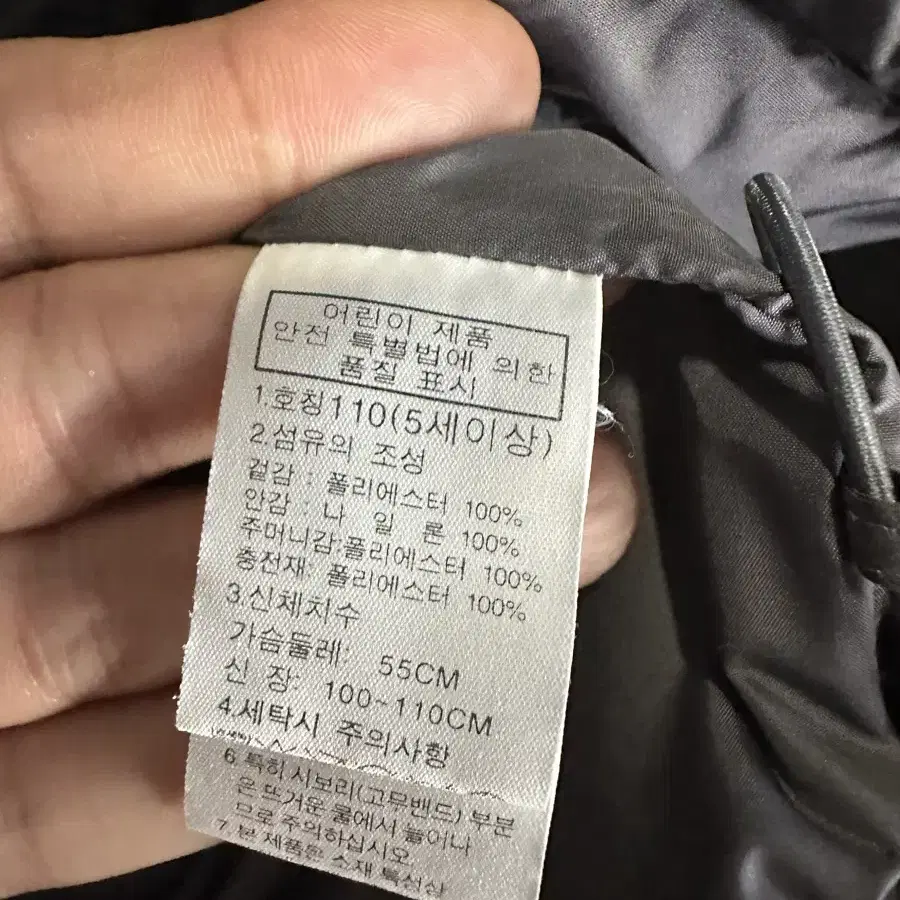 어린이 제품
안전 특별법에 의한
품질 표시
1.호칭110(5세이상)
2.섬유의 조성
겉감 : 폴리에스터 100%
안감 : 나 일 론 100%
주머니감:폴리에스터 100%
충전재: 폴리에스터 100%
3.신체치수
가슴둘레: 55CM
신 장: 100~110CM
4.세탁시 주의사항
6 특히 시보리(고무밴드) 부분
은 뜨거운 물에서 늘어나
므로 주의하십시오
7.본 제품은 소재 특성상